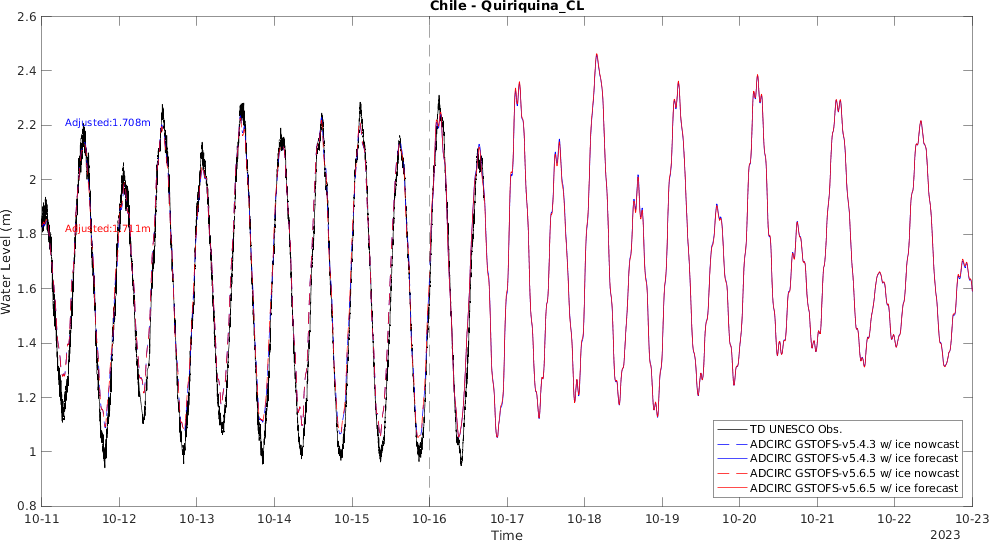 Chile - Quiriquina_CL
2.6
2.4
2.2
2
1.8
1.6
1.4
1.2
1
0.8
Water Level (m)
Adjusted:1.708m
Adjusted:1.711m
TD UNESCO Obs.
ADCIRC GSTOFS-v5.4.3 w/ ice nowcast
ADCIRC GSTOFS-v5.4.3 w/ ice forecast
ADCIRC GSTOFS-v5.6.5 w/ ice nowcast
ADCIRC GSTOFS-v5.6.5 w/ ice forecast
10-11 10-12 10-13 10-14 10-15 10-16 10-17 10-18 10-19 10-20 10-21 10-22 10-23
Time
2023